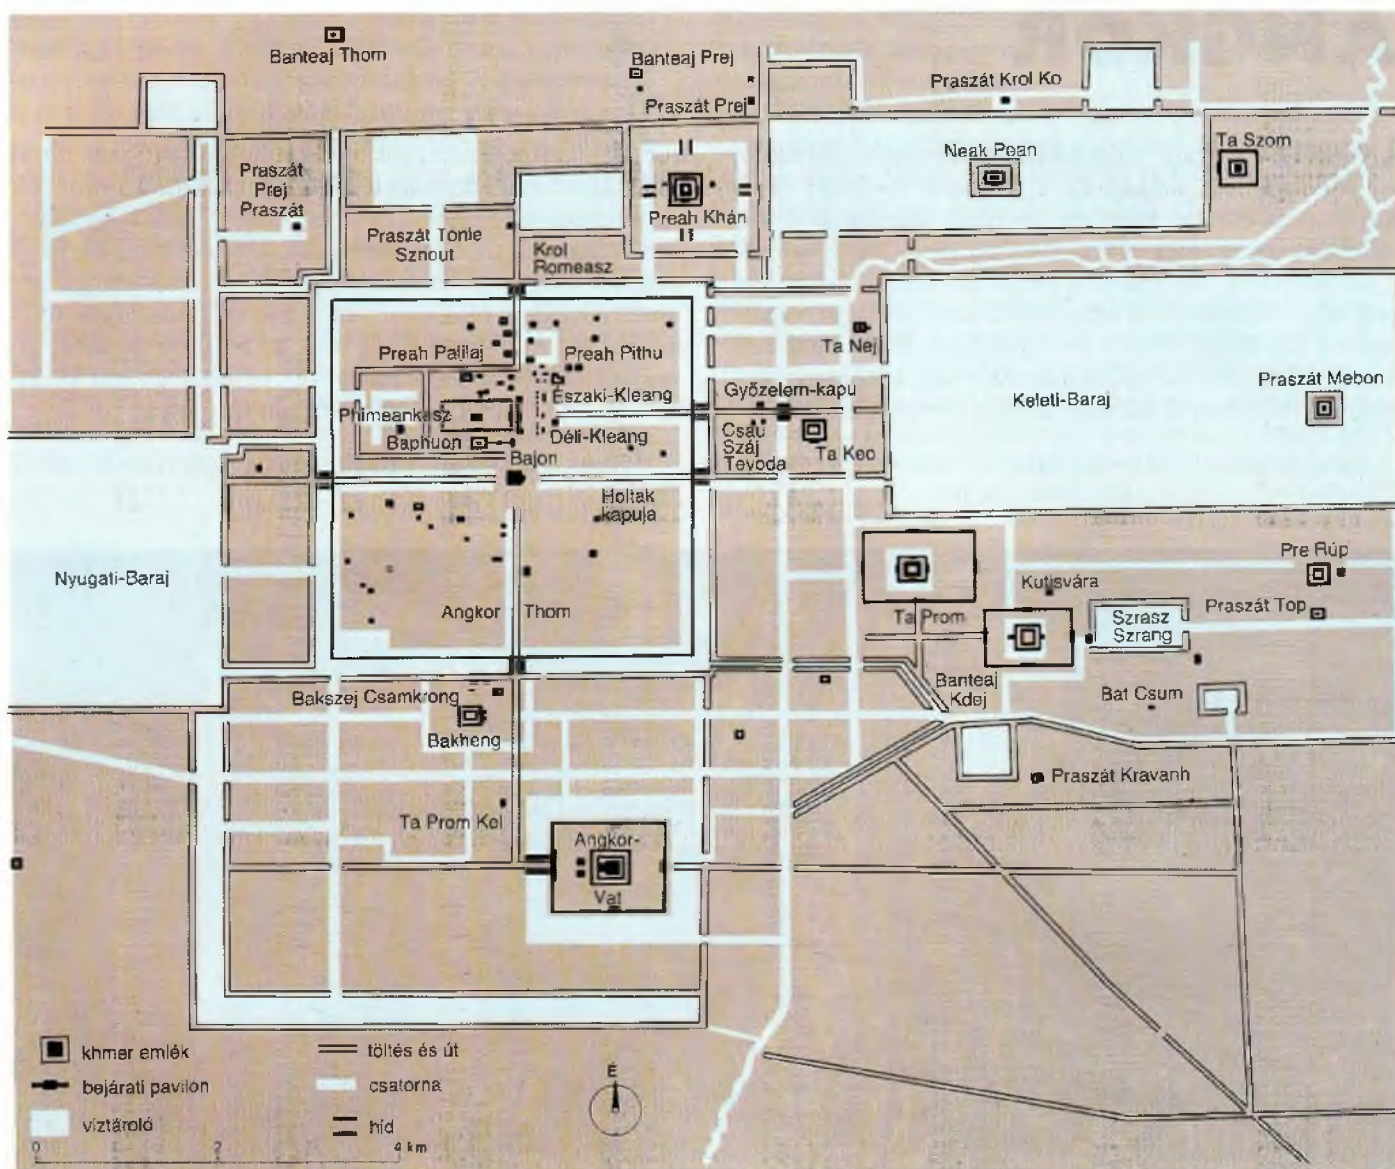 Banteaj Thom
Banteaj Prej
Praszát Prej
Praszát Krol Ko
Neak Pean
Ta Szom
Praszát
Prej
Praszát
Praszát Tonle
Sznout
Krol
Romeasz
Preah Khán
Preah Palilaj
Preah Pithu
Ta Nej
Phimeankasz
Északi-Kleang
Győzelem-kapu
Keleti-Baraj
Praszát Mebon
Baphuon
Déli-Kleang
Bajon
Csau
Száj
Tevoda
Ta Keo
Holtak
kapuja
Nyugati-Baraj
Angkor Thom
Ta Prom
Kutisvára
Pre Rúp
Praszát Top
Szrasz
Szrang
Banteaj
Kdej
Bat Csum
Bakszej Csamkrong
Bakheng
Praszát Kravanh
Ta Prom Kel
Angkor-
Vat
khmer emlék
bejárati pavilon
víztároló
töltés és út
csatorna
híd
É
0 2 4 km